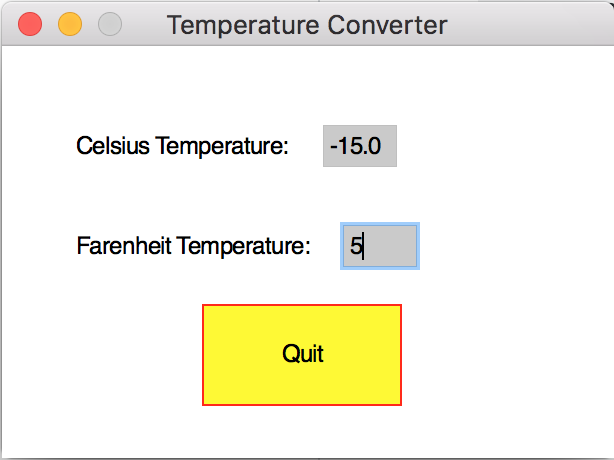 Temperature Converter
Celsius Temperature: -15.0
Farenheit Temperature: 5
Quit